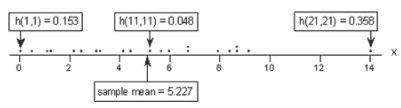 h(1,1) = 0.153
h(11,11) = 0.048
h(21,21) = 0.358
X
0
2
4
6
8
10
12
14
sample mean = 5.227